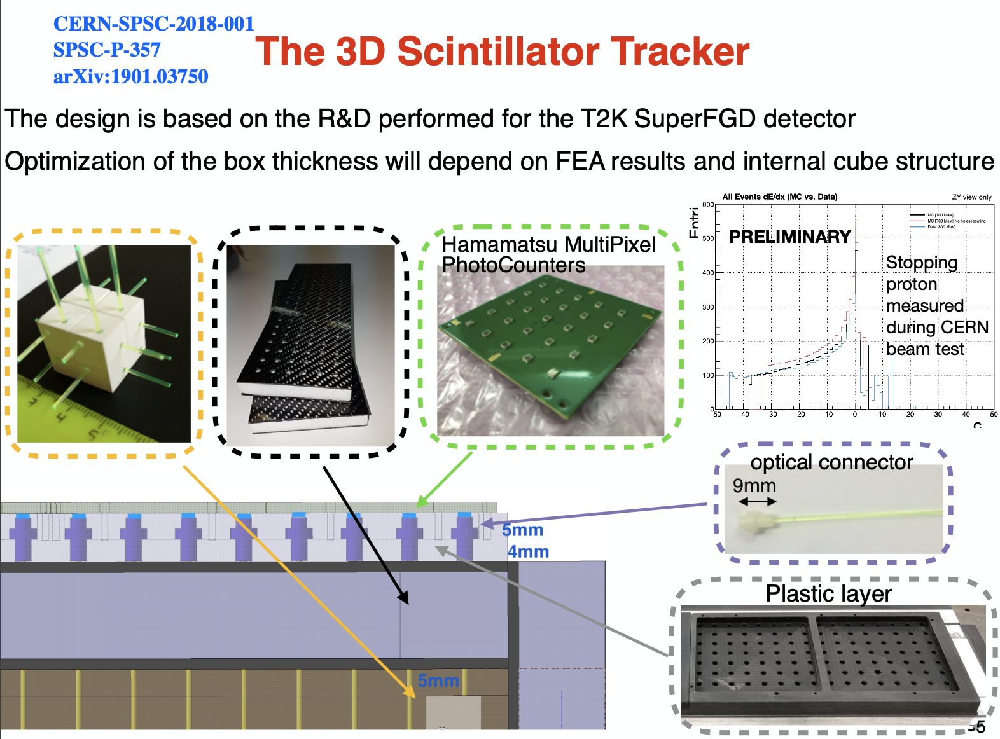 CERN-SPSC-2018-001
SPSC-P-357
arXiv:1901.03750
The 3D Scintillator Tracker
The design is based on the R&D performed for the T2K SuperFGD detector
Optimization of the box thickness will depend on FEA results and internal cube structure
Hamamatsu MultiPixel
PhotoCounters
All Events dE/dx (MC vs. Data)
ZY view only
Entri
600
500
400
300
200
100
0
MC [700 MeV]
MC [700 MeV]-No holes+coating
Data [800 MeV]
PRELIMINARY
Stopping
proton
measured
during CERN
beam test
-50
-40
-30
-20
-10
0
10
20
30
40
50
3
4
5
optical connector
9mm
5mm
4mm
5mm
Plastic layer